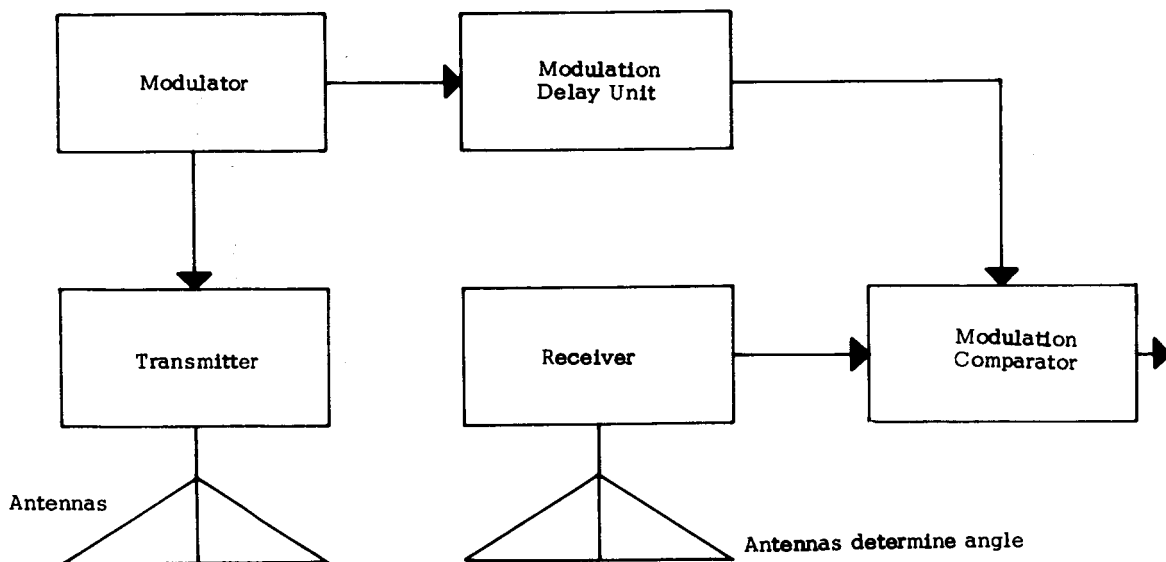 Modulator
Modulation
Delay Unit
Transmitter
Receiver
Modulation
Comparator
Antennas
Antennas determine angle